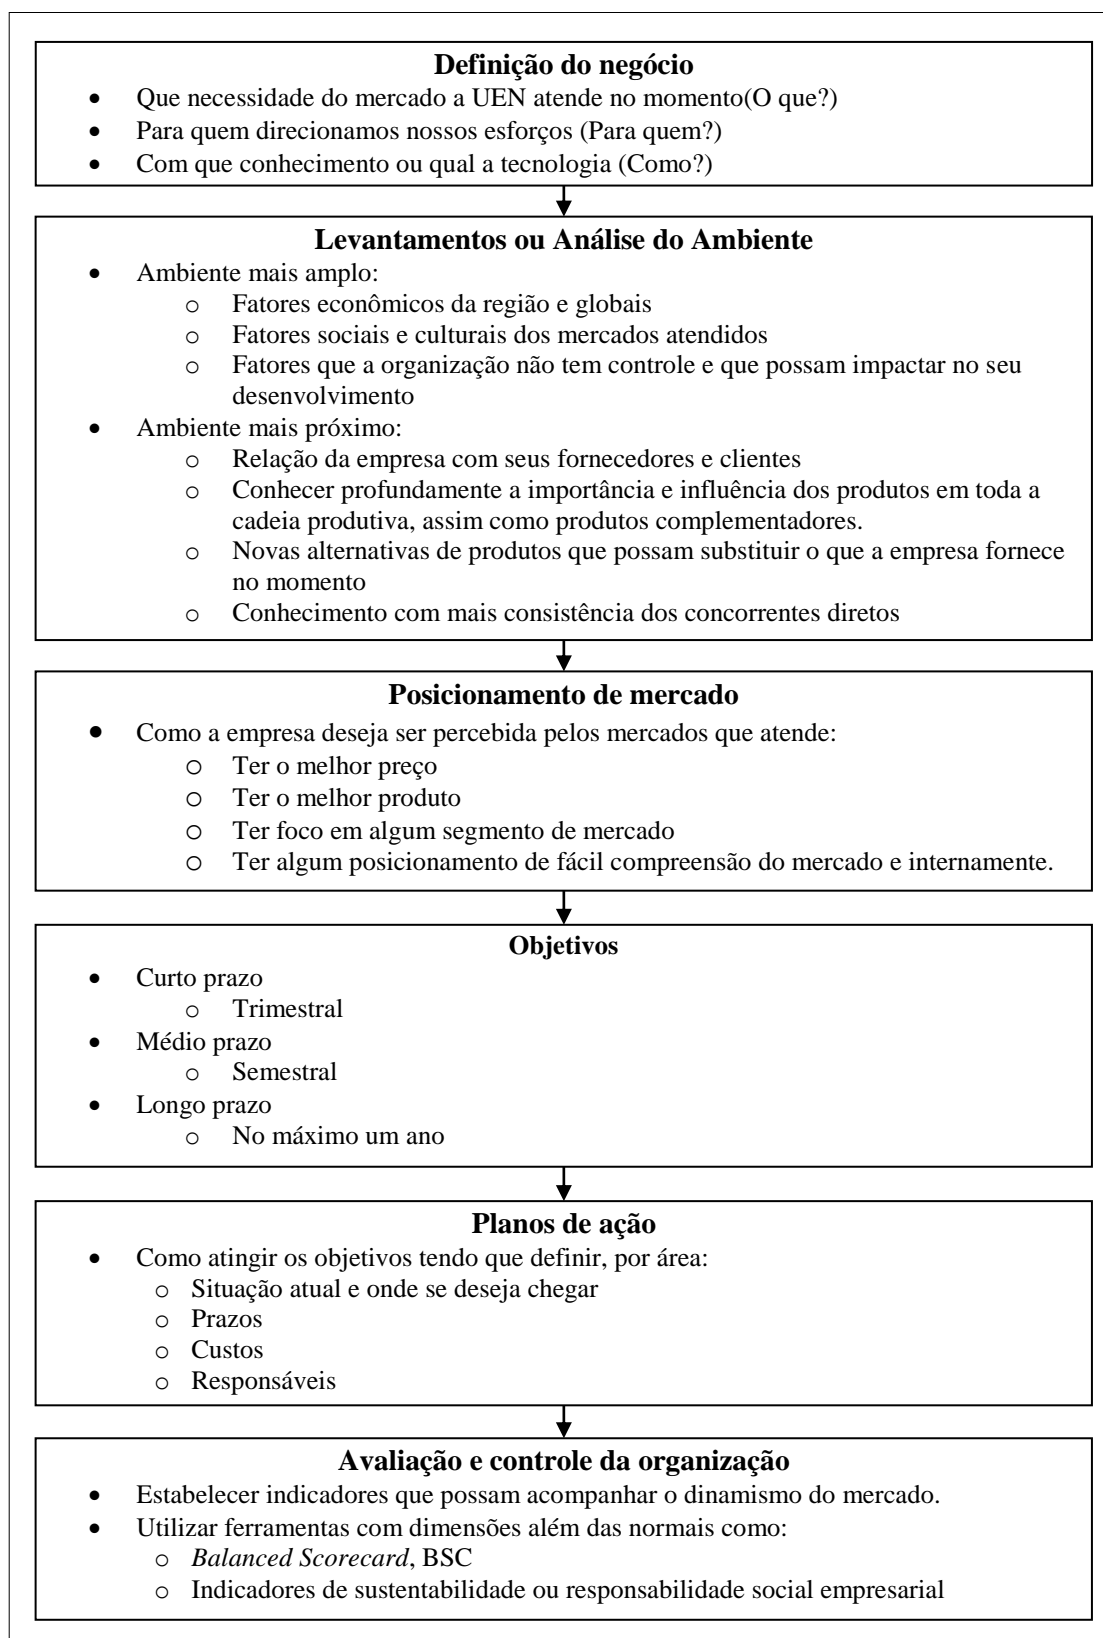 Definição do negócio
• Que necessidade do mercado a UEN atende no momento(O que?)
• Para quem direcionamos nossos esforços (Para quem?)
• Com que conhecimento ou qual a tecnologia (Como?)
Levantamentos ou Análise do Ambiente
• Ambiente mais amplo:
o Fatores econômicos da região e globais
o Fatores sociais e culturais dos mercados atendidos
o Fatores que a organização não tem controle e que possam impactar no seu
desenvolvimento
• Ambiente mais próximo:
o Relação da empresa com seus fornecedores e clientes
o Conhecer profundamente a importância e influência dos produtos em toda a
cadeia produtiva, assim como produtos complementadores.
o Novas alternativas de produtos que possam substituir o que a empresa fornece
no momento
o Conhecimento com mais consistência dos concorrentes diretos
Posicionamento de mercado
• Como a empresa deseja ser percebida pelos mercados que atende:
o Ter o melhor preço
o Ter o melhor produto
o Ter foco em algum segmento de mercado
o Ter algum posicionamento de fácil compreensão do mercado e internamente.
Objetivos
• Curto prazo
o Trimestral
• Médio prazo
o Semestral
• Longo prazo
o No máximo um ano
Planos de ação
• Como atingir os objetivos tendo que definir, por área:
o Situação atual e onde se deseja chegar
o Prazos
o Custos
o Responsáveis
Avaliação e controle da organização
• Estabelecer indicadores que possam acompanhar o dinamismo do mercado.
• Utilizar ferramentas com dimensões além das normais como:
o Balanced Scorecard, BSC
o Indicadores de sustentabilidade ou responsabilidade social empresarial